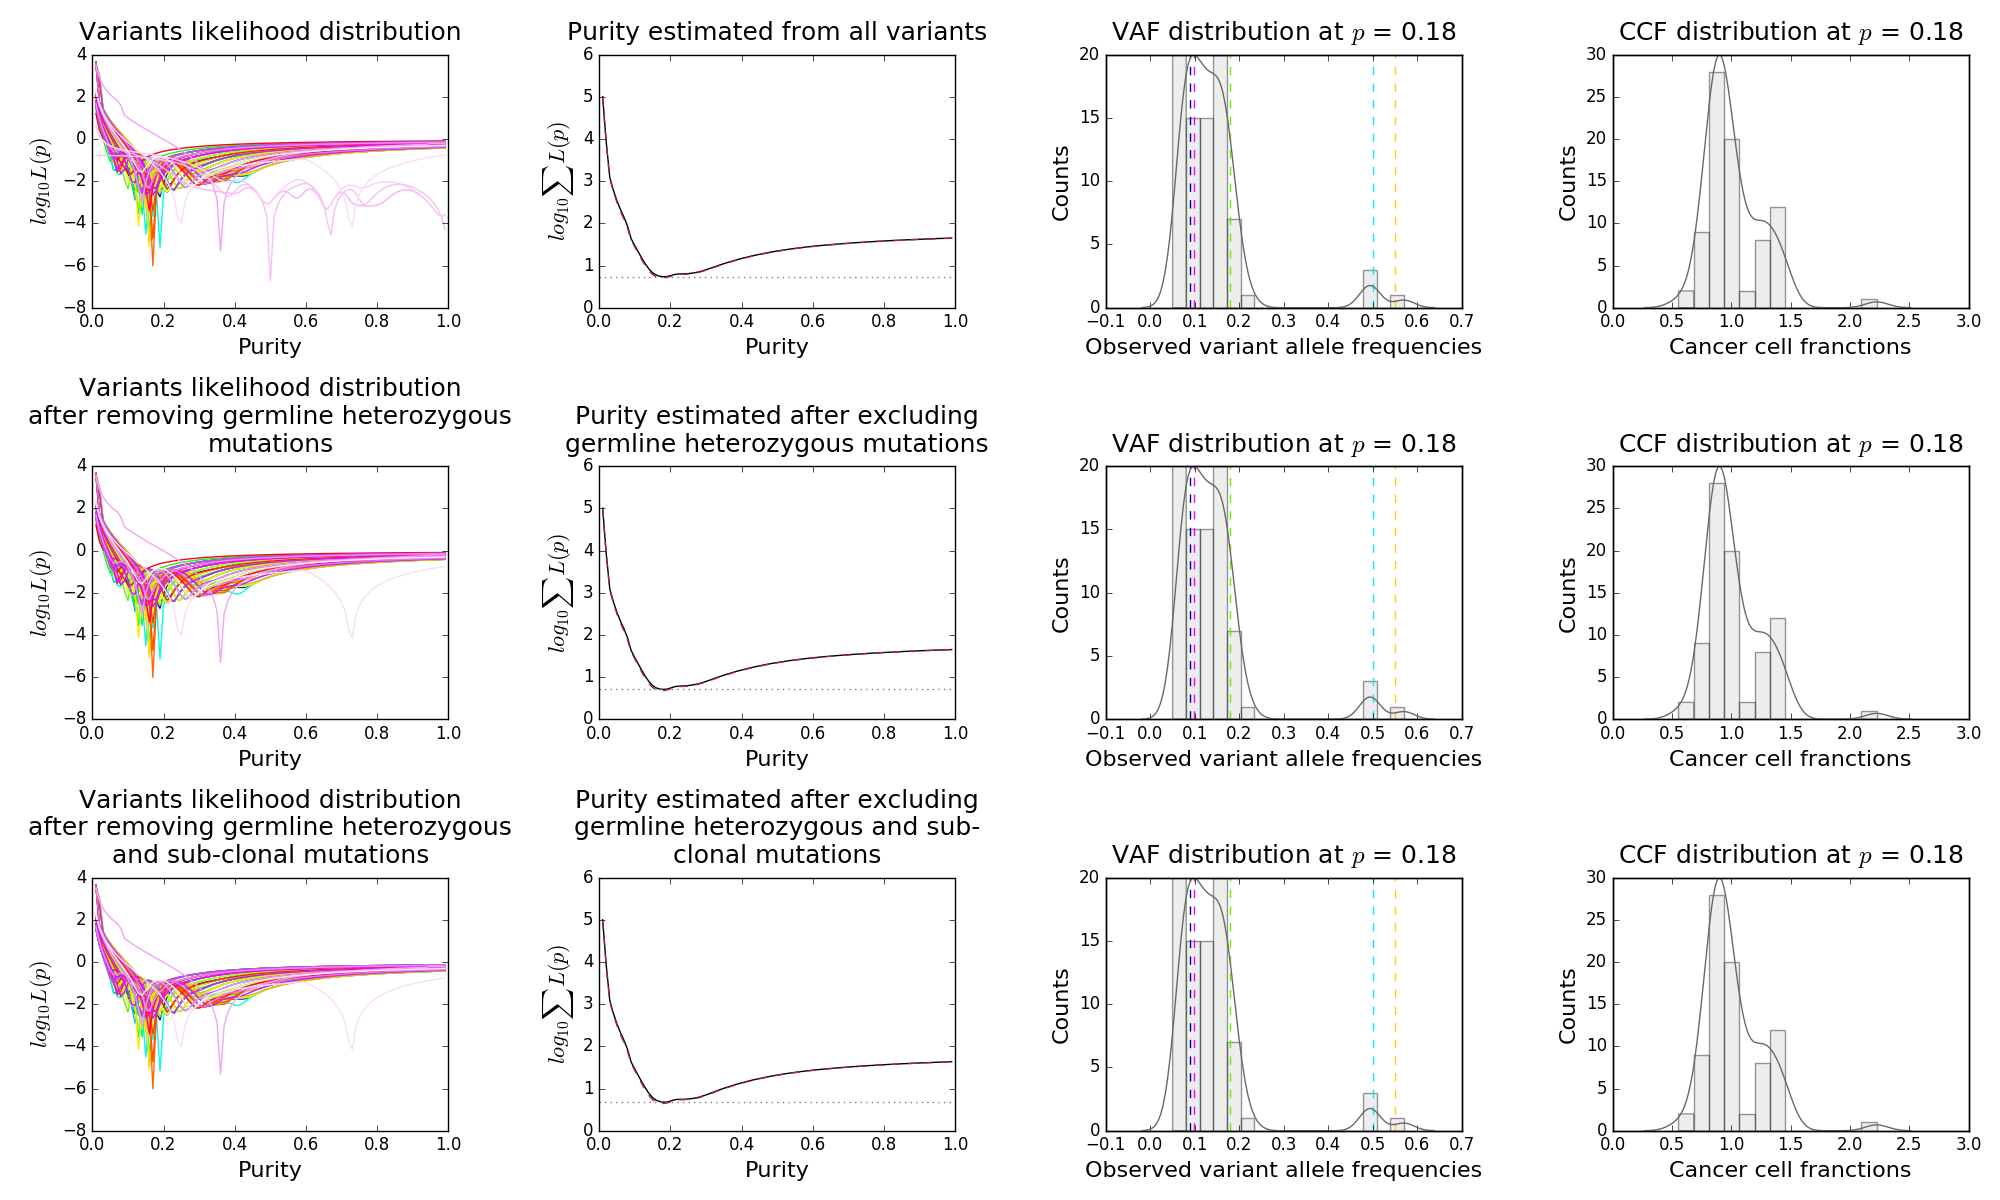 Variants likelihood distribution
4
2
0
−2
−4
−6
−8
log10 L(p)
0.0 0.2 0.4 0.6 0.8 1.0
Purity
Purity estimated from all variants
6
5
4
3
2
1
0
log10 ∑ L(p)
0.0 0.2 0.4 0.6 0.8 1.0
Purity
VAF distribution at p = 0.18
20
15
10
5
0
Counts
−0.1 0.0 0.1 0.2 0.3 0.4 0.5 0.6 0.7
Observed variant allele frequencies
CCF distribution at p = 0.18
30
25
20
15
10
5
0
Counts
0.0 0.5 1.0 1.5 2.0 2.5 3.0
Cancer cell franctions
Variants likelihood distribution
after removing germline heterozygous
mutations
4
2
0
−2
−4
−6
−8
log10 L(p)
0.0 0.2 0.4 0.6 0.8 1.0
Purity
Purity estimated after excluding
germline heterozygous mutations
6
5
4
3
2
1
0
log10 ∑ L(p)
0.0 0.2 0.4 0.6 0.8 1.0
Purity
VAF distribution at p = 0.18
20
15
10
5
0
Counts
−0.1 0.0 0.1 0.2 0.3 0.4 0.5 0.6 0.7
Observed variant allele frequencies
CCF distribution at p = 0.18
30
25
20
15
10
5
0
Counts
0.0 0.5 1.0 1.5 2.0 2.5 3.0
Cancer cell franctions
Variants likelihood distribution
after removing germline heterozygous
and sub-clonal mutations
4
2
0
−2
−4
−6
−8
log10 L(p)
0.0 0.2 0.4 0.6 0.8 1.0
Purity
Purity estimated after excluding
germline heterozygous and sub-
clonal mutations
6
5
4
3
2
1
0
log10 ∑ L(p)
0.0 0.2 0.4 0.6 0.8 1.0
Purity
VAF distribution at p = 0.18
20
15
10
5
0
Counts
−0.1 0.0 0.1 0.2 0.3 0.4 0.5 0.6 0.7
Observed variant allele frequencies
CCF distribution at p = 0.18
30
25
20
15
10
5
0
Counts
0.0 0.5 1.0 1.5 2.0 2.5 3.0
Cancer cell franctions